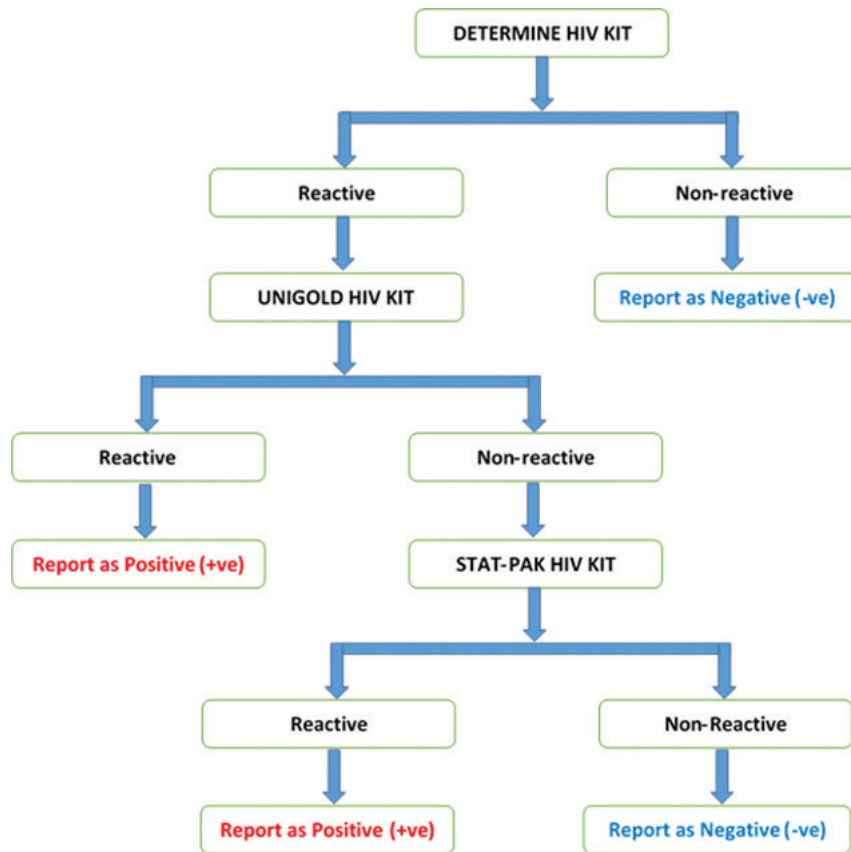 DETERMINE HIV KIT
Reactive
Non-reactive
UNIGOLD HIV KIT
Report as Negative (-ve)
Reactive
Non-reactive
Report as Positive (+ve)
STAT-PAK HIV KIT
Reactive
Non-Reactive
Report as Positive (+ve)
Report as Negative (-ve)